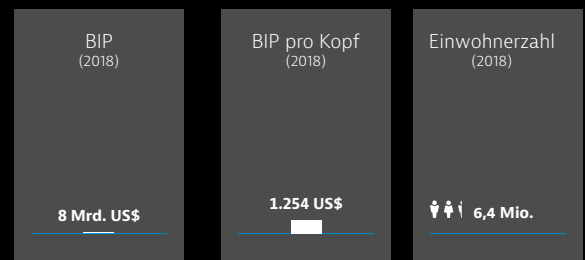 BIP
(2018)
8 Mrd. US$
BIP pro Kopf
(2018)
1.254 US$
Einwohnerzahl
(2018)
6,4 Mio.